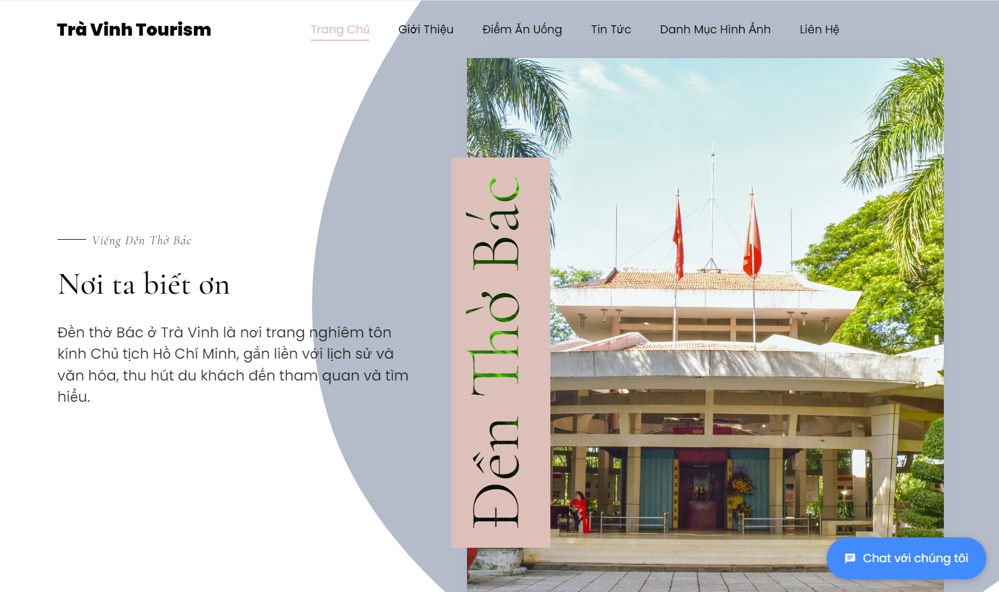 Trà Vinh Tourism
Trang Chủ
Giới Thiệu
Điểm Ăn Uống
Tin Tức
Danh Mục Hình Ảnh
Liên Hệ
Viếng Đền Thờ Bác
Nơi ta biết ơn
Đền thờ Bác ở Trà Vinh là nơi trang nghiêm tôn
kính Chủ tịch Hồ Chí Minh, gắn liền với lịch sử và
văn hóa, thu hút du khách đến tham quan và tìm
hiểu.
Đền Thờ Bác
Chat với chúng tôi